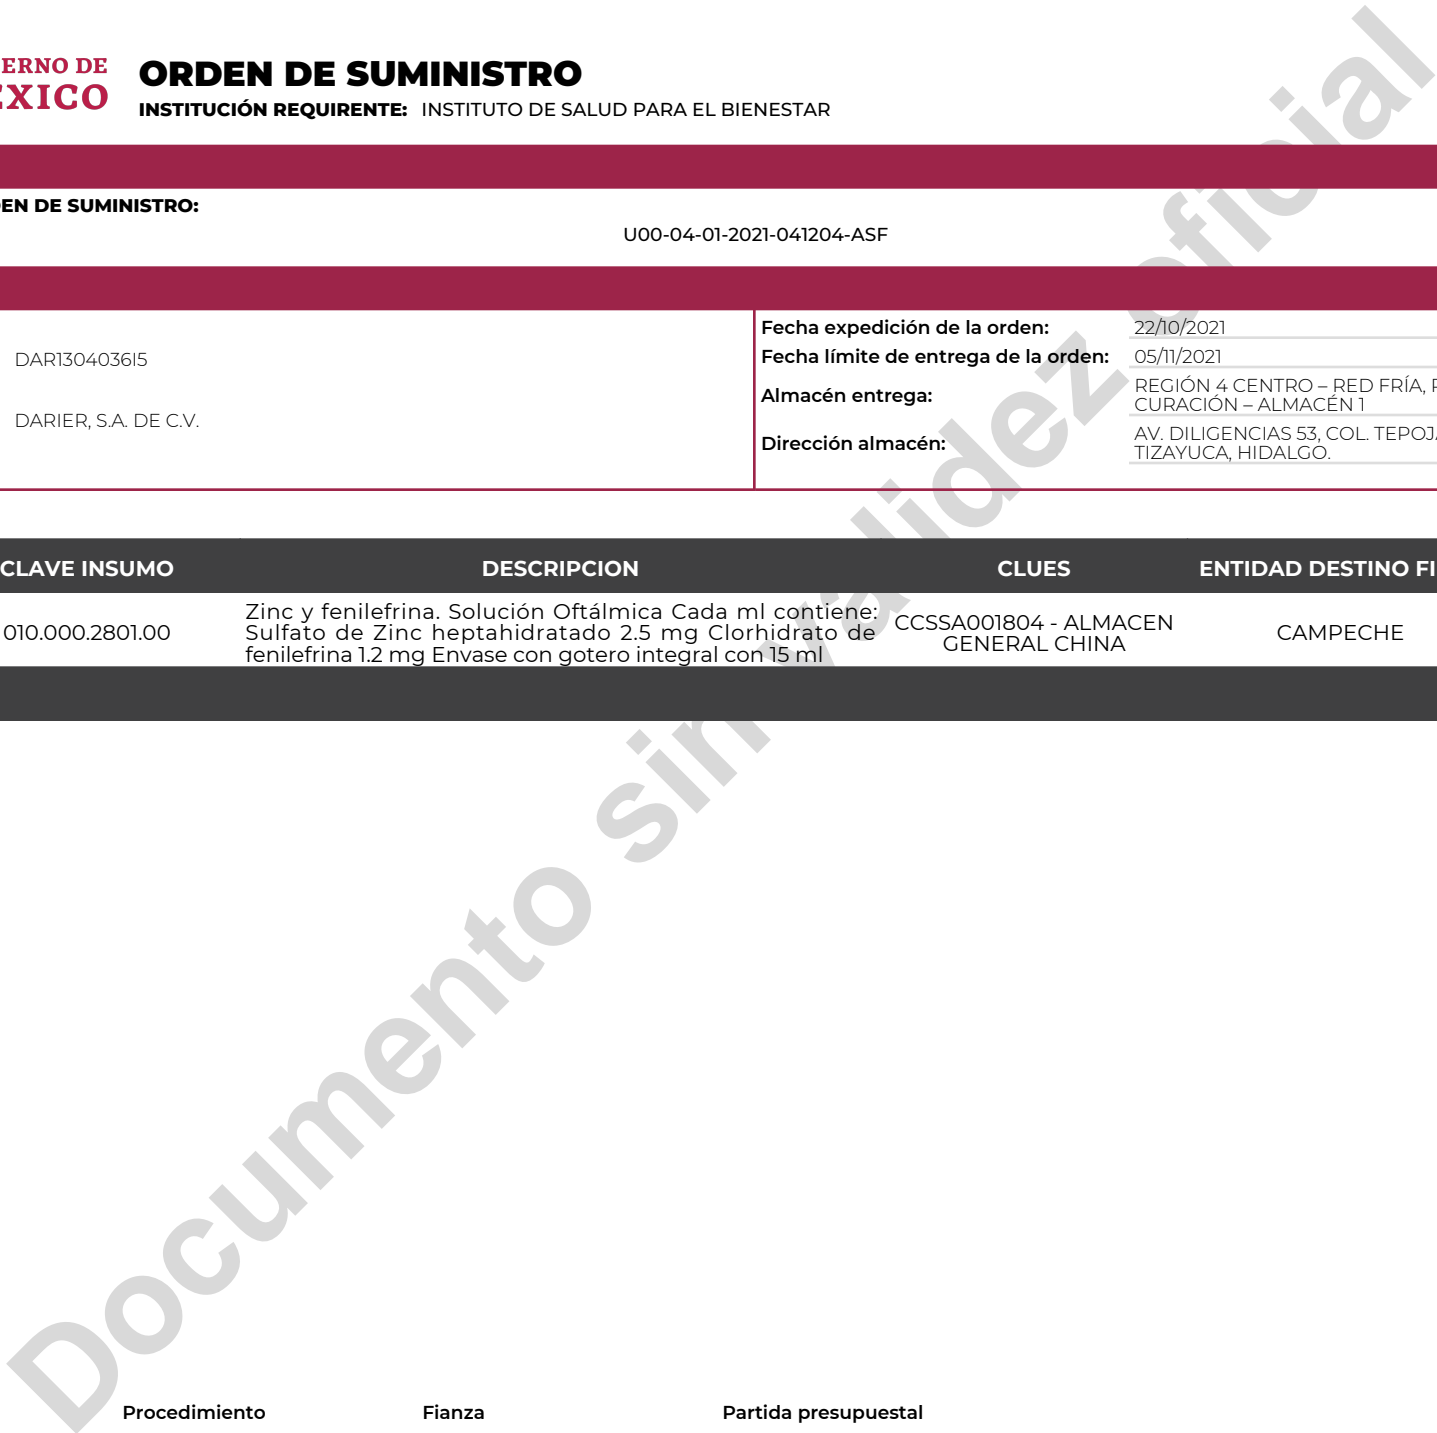 ERNO DE
XICO
ORDEN DE SUMINISTRO
INSTITUCIÓN REQUIRENTE: INSTITUTO DE SALUD PARA EL BIENESTAR
EN DE SUMINISTRO:
U00-04-01-2021-041204-ASF
DAR1304036I5
DARIER, S.A. DE C.V.
Fecha expedición de la orden: 22/10/2021
Fecha límite de entrega de la orden: 05/11/2021
Almacén entrega: REGIÓN 4 CENTRO – RED FRÍA,
CURACIÓN – ALMACÉN 1
Dirección almacén: AV. DILIGENCIAS 53, COL. TEPOJ
TIZAYUCA, HIDALGO.
CLAVE INSUMO DESCRIPCION CLUES ENTIDAD DESTINO FI
010.000.2801.00
Zinc y fenilefrina. Solución Oftálmica Cada ml contiene:
Sulfato de Zinc heptahidratado 2.5 mg Clorhidrato de
fenilefrina 1.2 mg Envase con gotero integral con 15 ml
CCSSA001804 - ALMACEN
GENERAL CHINA
CAMPECHE
Documento sin validez oficial
Procedimiento Fianza Partida presupuestal